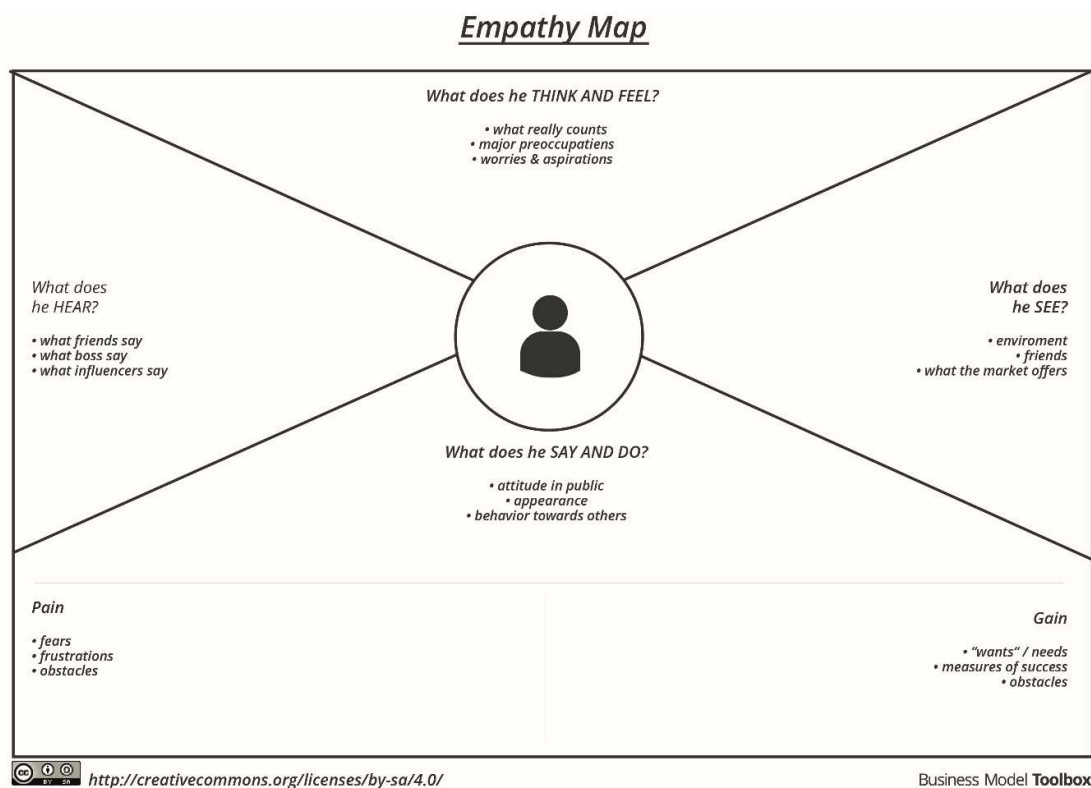 Empathy Map
What does he THINK AND FEEL?
• what really counts
• major preoccupatiens
• worries & aspirations
What does
he HEAR?
• what friends say
• what boss say
• what influencers say
What does
he SEE?
• enviroment
• friends
• what the market offers
What does he SAY AND DO?
• attitude in public
• appearance
• behavior towards others
Pain
• fears
• frustrations
• obstacles
Gain
• “wants“ / needs
• measures of success
• obstacles
cc BY SA
http://creativecommons.org/licenses/by-sa/4.0/
Business Model Toolbox